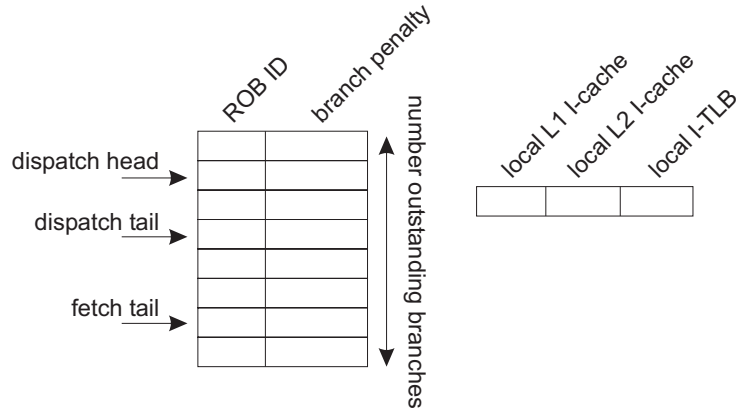 ROB ID
branch penalty
dispatch head
dispatch tail
fetch tail
number outstanding branches
local L1 I-cache
local L2 I-cache
local I-TLB